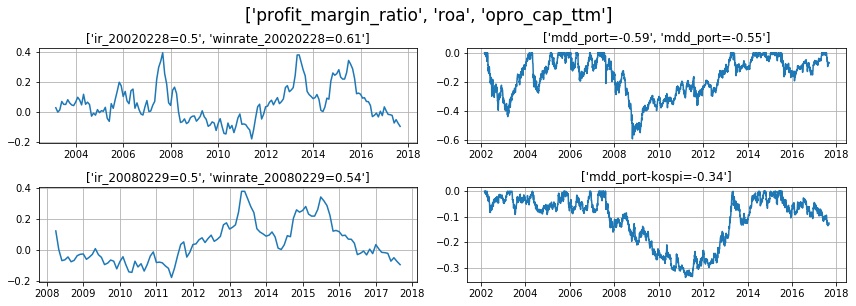 ['profit_margin_ratio', 'roa', 'opro_cap_ttm']
['ir_20020228=0.5', 'winrate_20020228=0.61']
0.4
0.2
0.0
−0.2
2004 2006 2008 2010 2012 2014 2016 2018
['mdd_port=-0.59', 'mdd_port=-0.55']
0.0
−0.2
−0.4
−0.6
2002 2004 2006 2008 2010 2012 2014 2016 2018
['ir_20080229=0.5', 'winrate_20080229=0.54']
0.4
0.2
0.0
−0.2
2008 2009 2010 2011 2012 2013 2014 2015 2016 2017 2018
['mdd_port-kospi=-0.34']
0.0
−0.1
−0.2
−0.3
2002 2004 2006 2008 2010 2012 2014 2016 2018